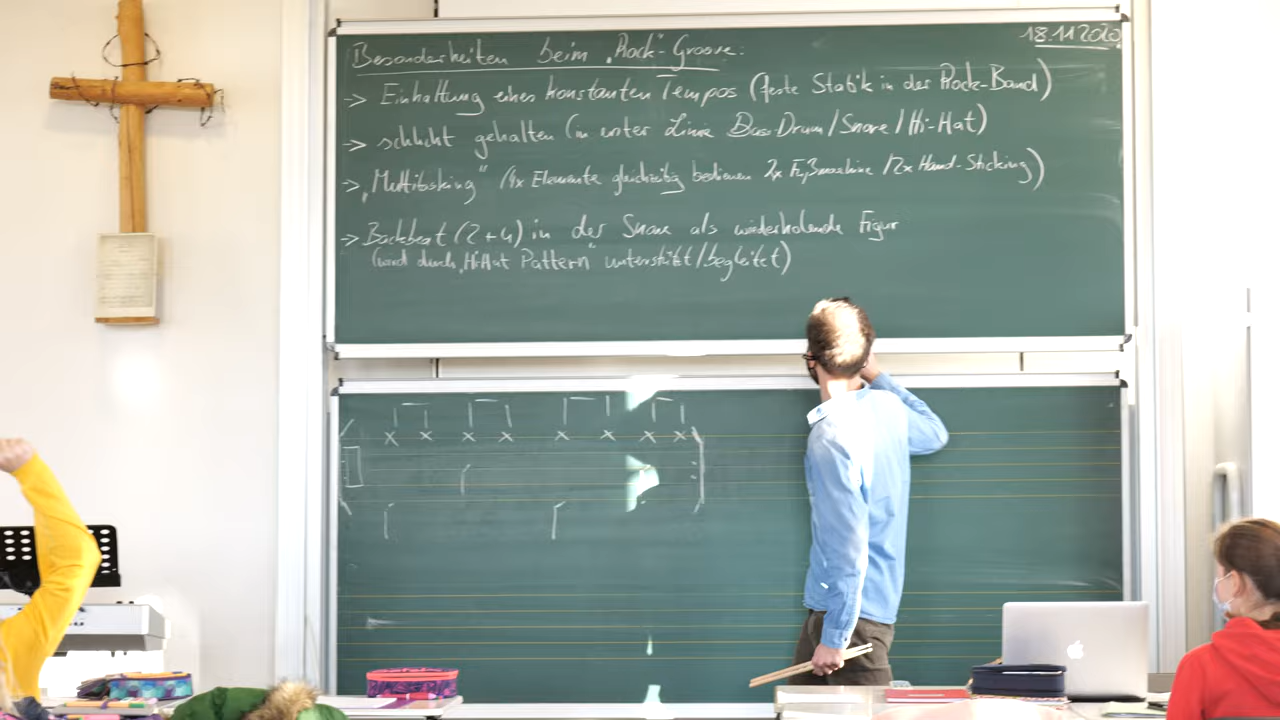 18.11.2020
Besonderheiten beim „Rock"-Groove:
-> Einhaltung eines konstanten Tempos (feste Statik in der Rock-Band)
-> schlicht gehalten (in erster Linie Bass-Drum/Snare/Hi-Hat)
-> „Multitasking" (4x Elemente gleichzeitig bedienen 2x Fußmaschine /2x Hand-Sticking)
-> Backbeat (2+4) in der Snare als wiederholende Figur
(wird durch „Hi-Hat Pattern" unterstützt/begleitet)